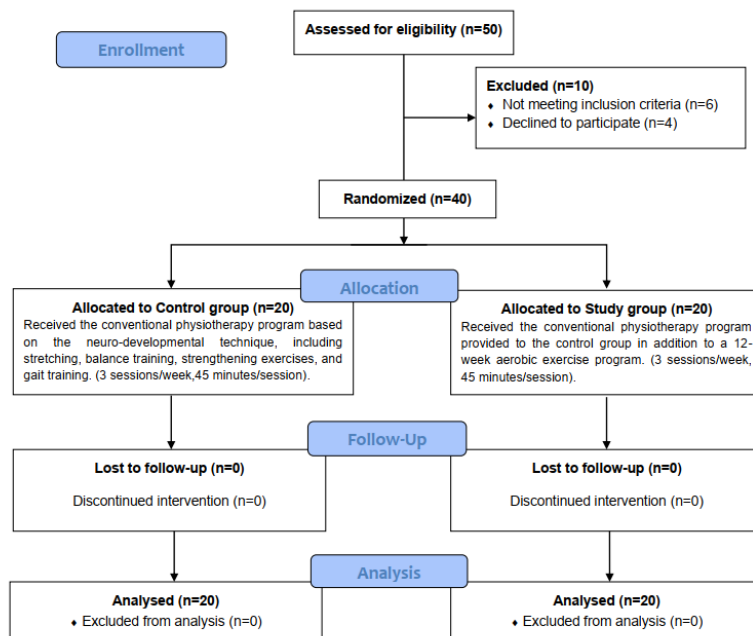 Assessed for eligibility (n=50)
Enrollment
Excluded (n=10)
♦ Not meeting inclusion criteria (n=6)
♦ Declined to participate (n=4)
Randomized (n=40)
Allocation
Allocated to Control group (n=20)
Received the conventional physiotherapy program based
on the neuro-developmental technique, including
stretching, balance training, strengthening exercises, and
gait training. (3 sessions/week,45 minutes/session).
Allocated to Study group (n=20)
Received the conventional physiotherapy program
provided to the control group in addition to a 12-
week aerobic exercise program. (3 sessions/week,
45 minutes/session).
Follow-Up
Lost to follow-up (n=0)
Discontinued intervention (n=0)
Lost to follow-up (n=0)
Discontinued intervention (n=0)
Analysis
Analysed (n=20)
♦ Excluded from analysis (n=0)
Analysed (n=20)
♦ Excluded from analysis (n=0)